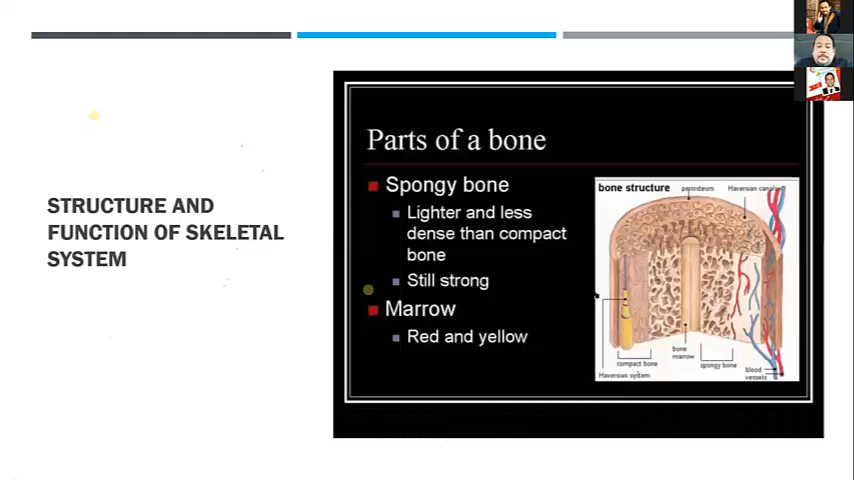 STRUCTURE AND
FUNCTION OF SKELETAL
SYSTEM
Parts of a bone
Spongy bone
Lighter and less
dense than compact
bone
Still strong
Marrow
Red and yellow
bone structure
periosteum
Haversian canal
bone
marrow
compact bone
spongy bone
Haversian system
blood
vessels